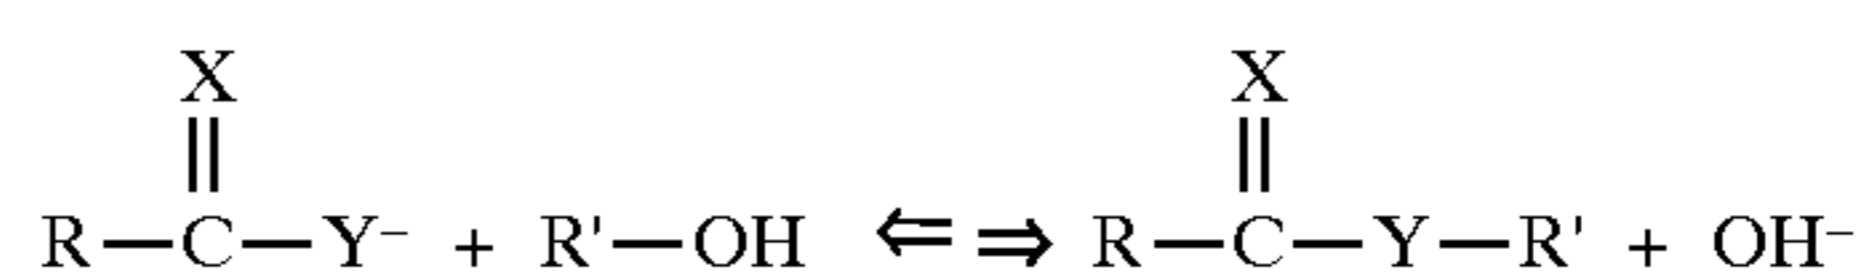 X X
R—C—Y⁻ + R'—OH ⇐ ⇒ R—C—Y—R' + OH⁻